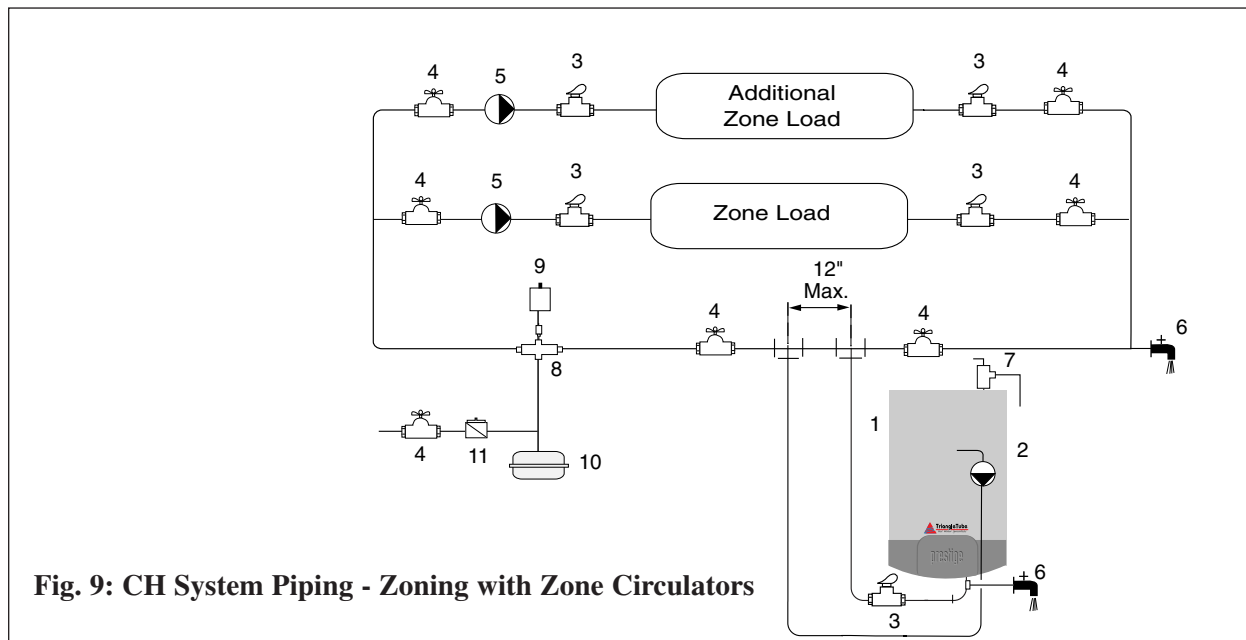 4 5 3 Additional Zone Load 3 4
4 5 3 Zone Load 3 4
9 12" Max.
4 4 6
8 7
1
4 11 10 2
TriangleTube
prestige
6
3
Fig. 9: CH System Piping - Zoning with Zone Circulators